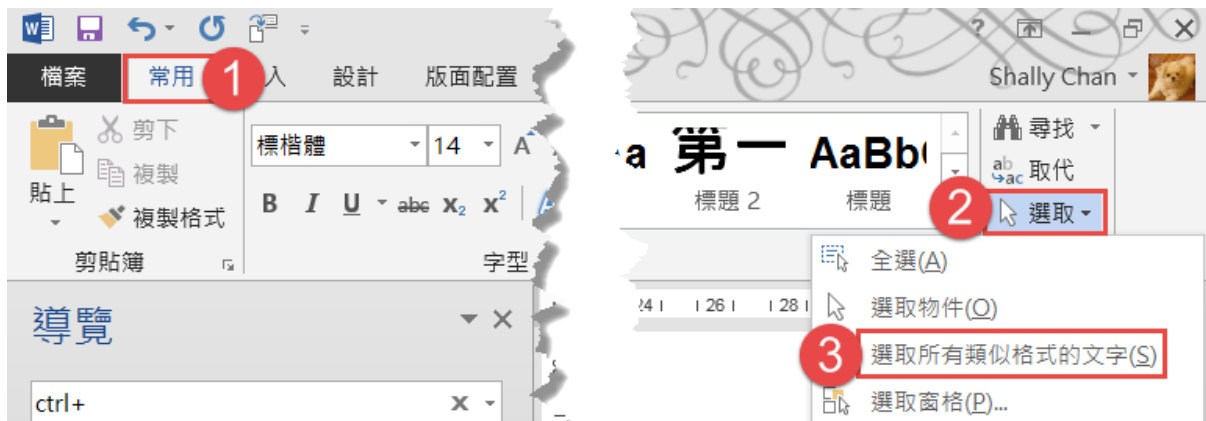 檔案 常用 1 入 設計 版面配置
剪下
複製
貼上
複製格式
剪貼簿
標楷體 14 A
B I U abc X₂ X² A
字型
導覽
ctrl+
?
Shally Chan
a 第一 AaBb
標題 2 標題
尋找
ab ac 取代
2 選取
全選(A)
24 26 28
選取物件(O)
3 選取所有類似格式的文字(S)
選取窗格(P)...